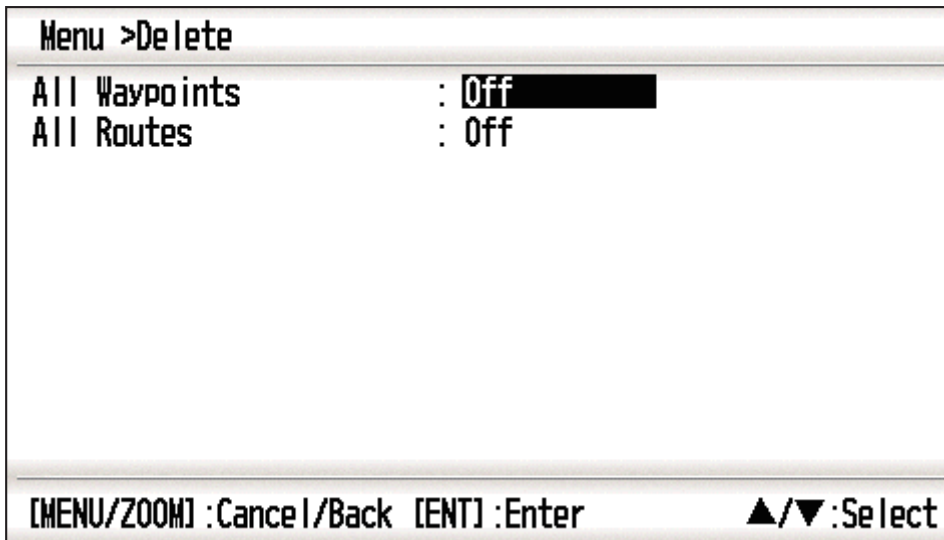 Menu >Delete
All Waypoints : Off
All Routes : Off
[MENU/ZOOM]:Cancel/Back [ENT]:Enter ▲/▼:Select